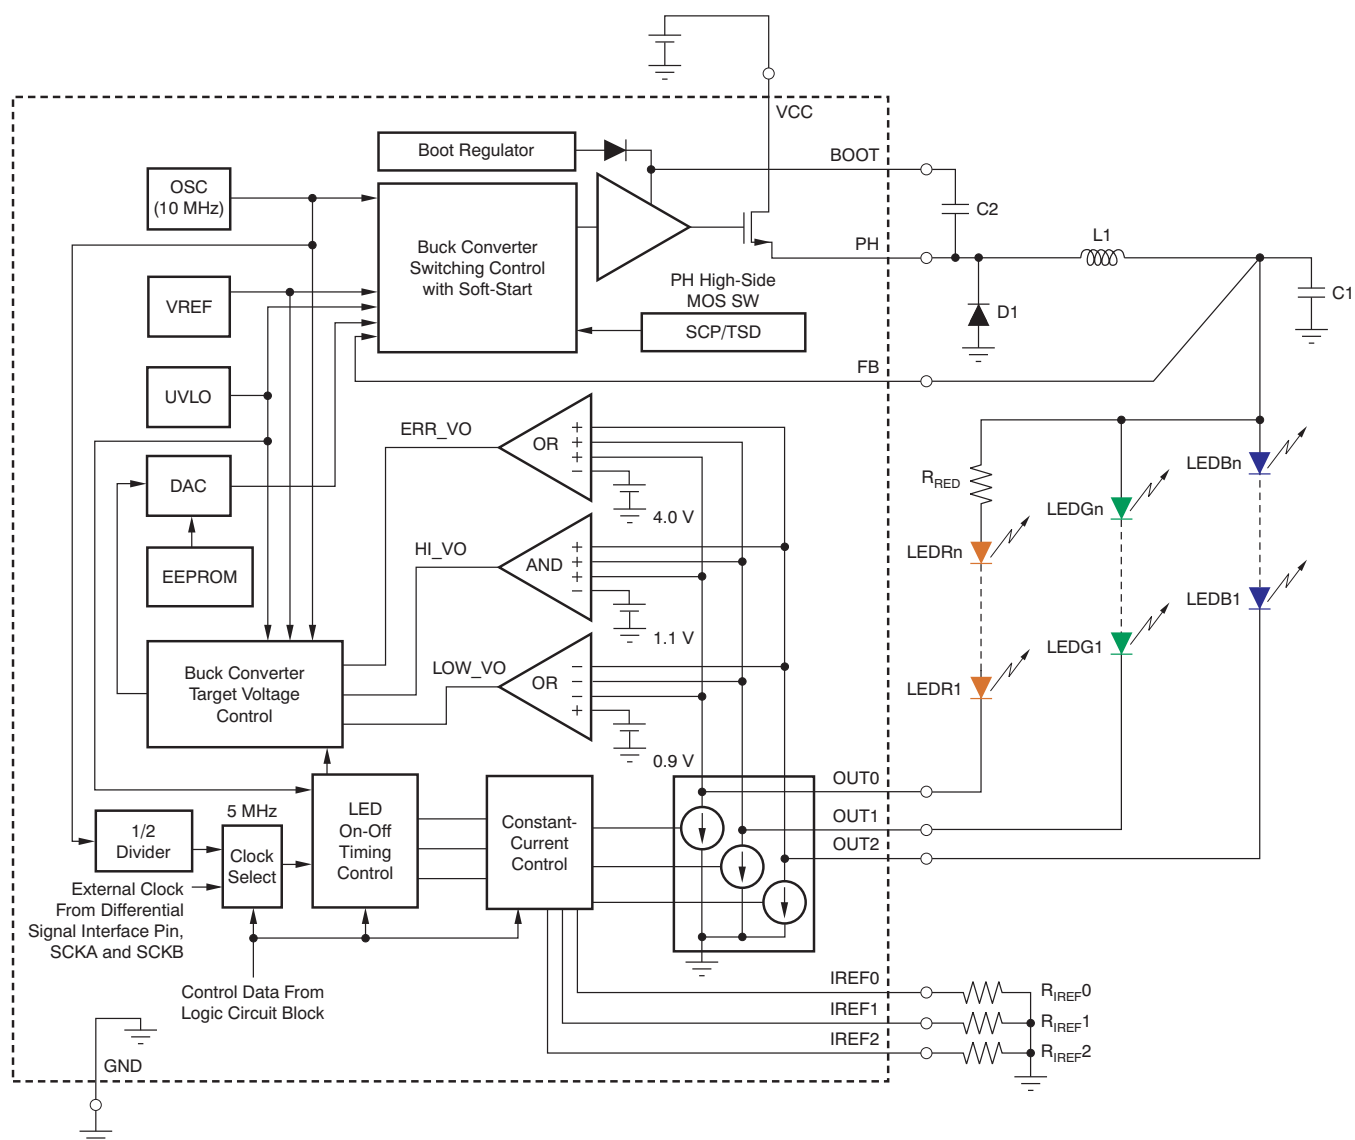 VCC
Boot Regulator
BOOT
OSC
(10 MHz)
C2
Buck Converter
Switching Control
with Soft-Start
PH
L1
PH High-Side
MOS SW
VREF
C1
D1
SCP/TSD
FB
UVLO
ERR_VO
OR
+
+
+
−
LEDBn
RRED
DAC
LEDGn
4.0 V
HI_VO
LEDRn
AND
+
+
+
−
EEPROM
LEDB1
1.1 V
LEDG1
LOW_VO
Buck Converter
Target Voltage
Control
OR
−
−
−
+
LEDR1
0.9 V
OUT0
5 MHz
LED
On-Off
Timing
Control
Constant-
Current
Control
OUT1
1/2
Divider
OUT2
Clock
Select
External Clock
From Differential
Signal Interface Pin,
SCKA and SCKB
IREF0
RIREF0
Control Data From
Logic Circuit Block
IREF1
RIREF1
IREF2
RIREF2
GND